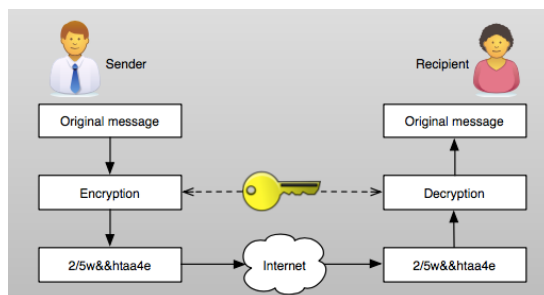 Sender
Recipient
Original message
Original message
Encryption
Decryption
2/5w&&htaa4e
Internet
2/5w&&htaa4e